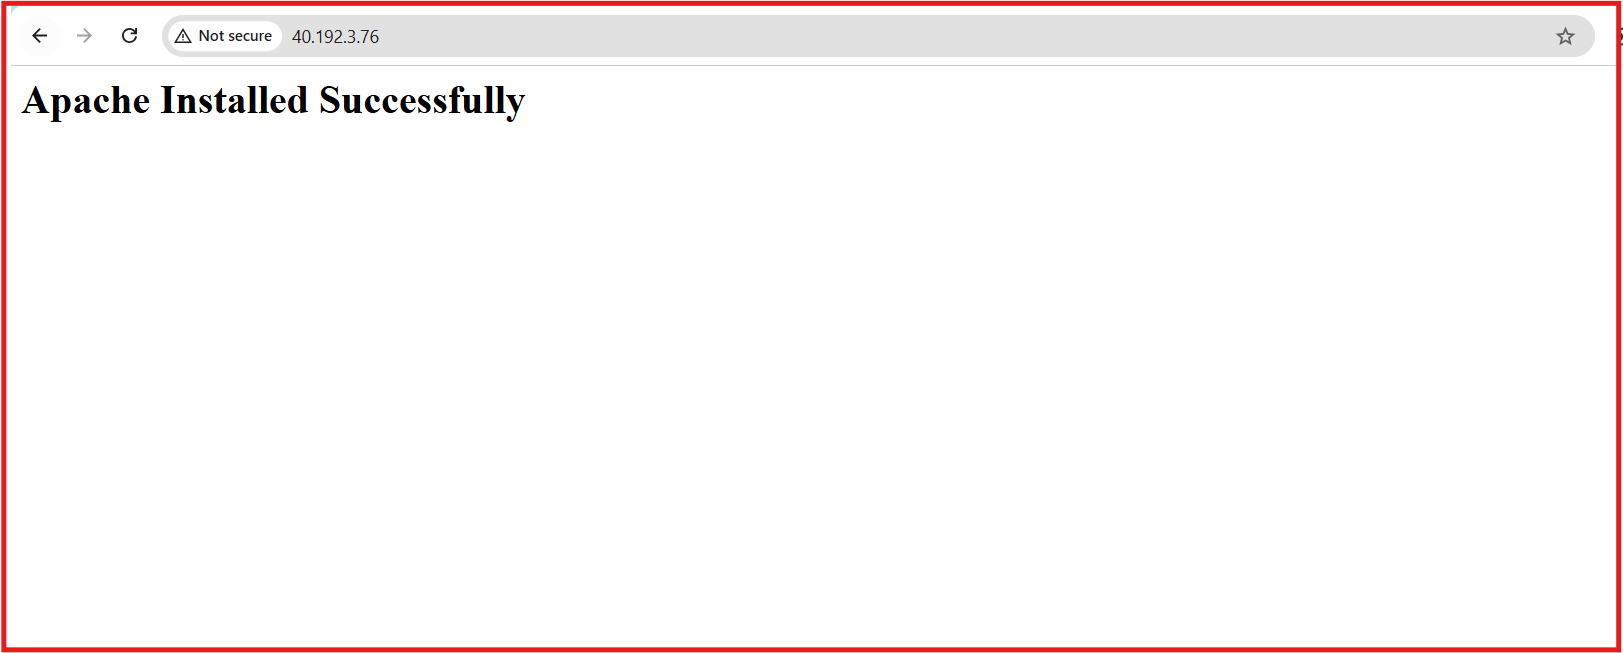 Not secure 40.192.3.76
Apache Installed Successfully